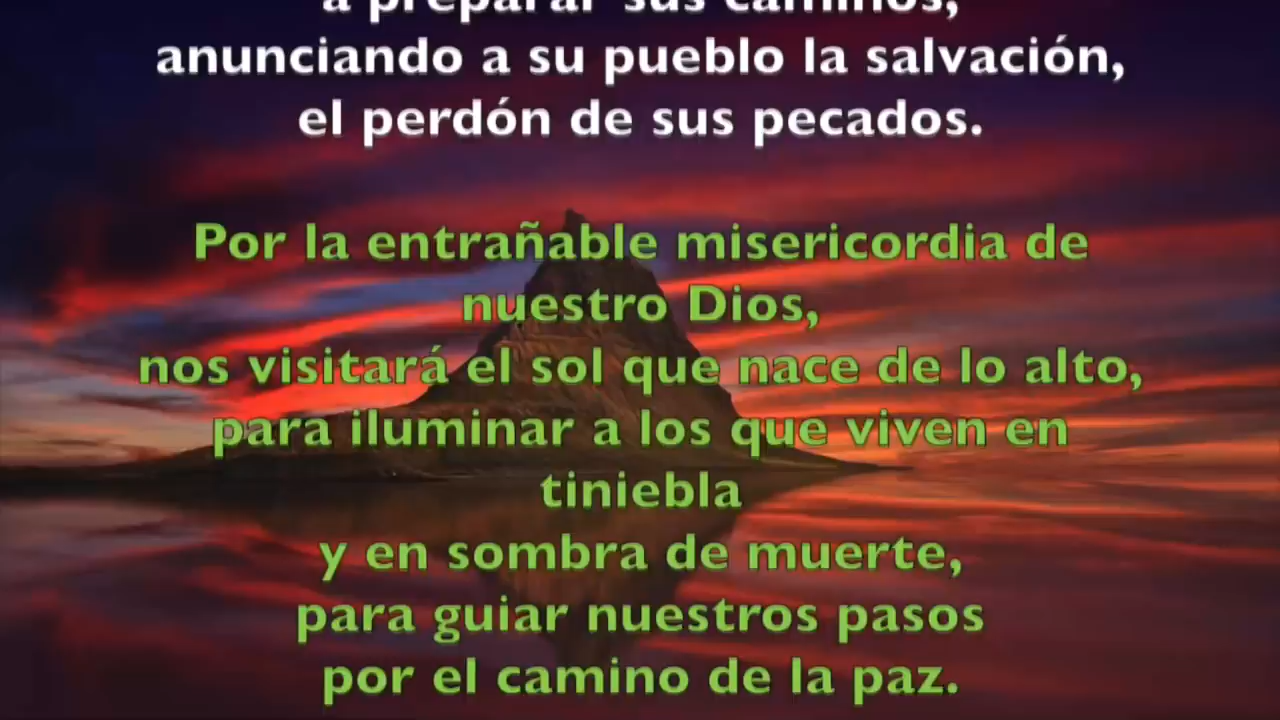 a preparar sus caminos,
anunciando a su pueblo la salvación,
el perdón de sus pecados.
Por la entrañable misericordia de
nuestro Dios,
nos visitará el sol que nace de lo alto,
para iluminar a los que viven en
tiniebla
y en sombra de muerte,
para guiar nuestros pasos
por el camino de la paz.